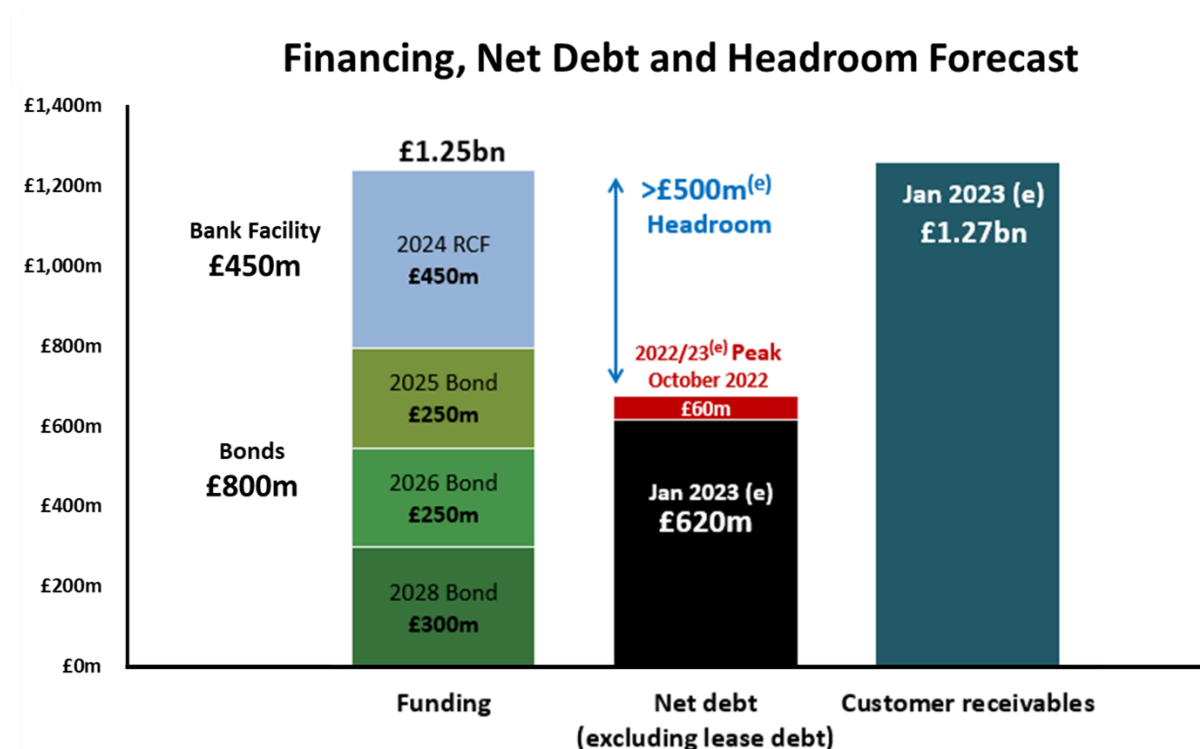 Financing, Net Debt and Headroom Forecast
£1,400m
£1,200m
£1,000m
£800m
£600m
£400m
£200m
£0m
Bank Facility
£450m
Bonds
£800m
£1.25bn
2024 RCF
£450m
2025 Bond
£250m
2026 Bond
£250m
2028 Bond
£300m
>£500m(e)
Headroom
2022/23(e) Peak
October 2022
£60m
Jan 2023 (e)
£620m
Jan 2023 (e)
£1.27bn
Funding
Net debt
(excluding lease debt)
Customer receivables